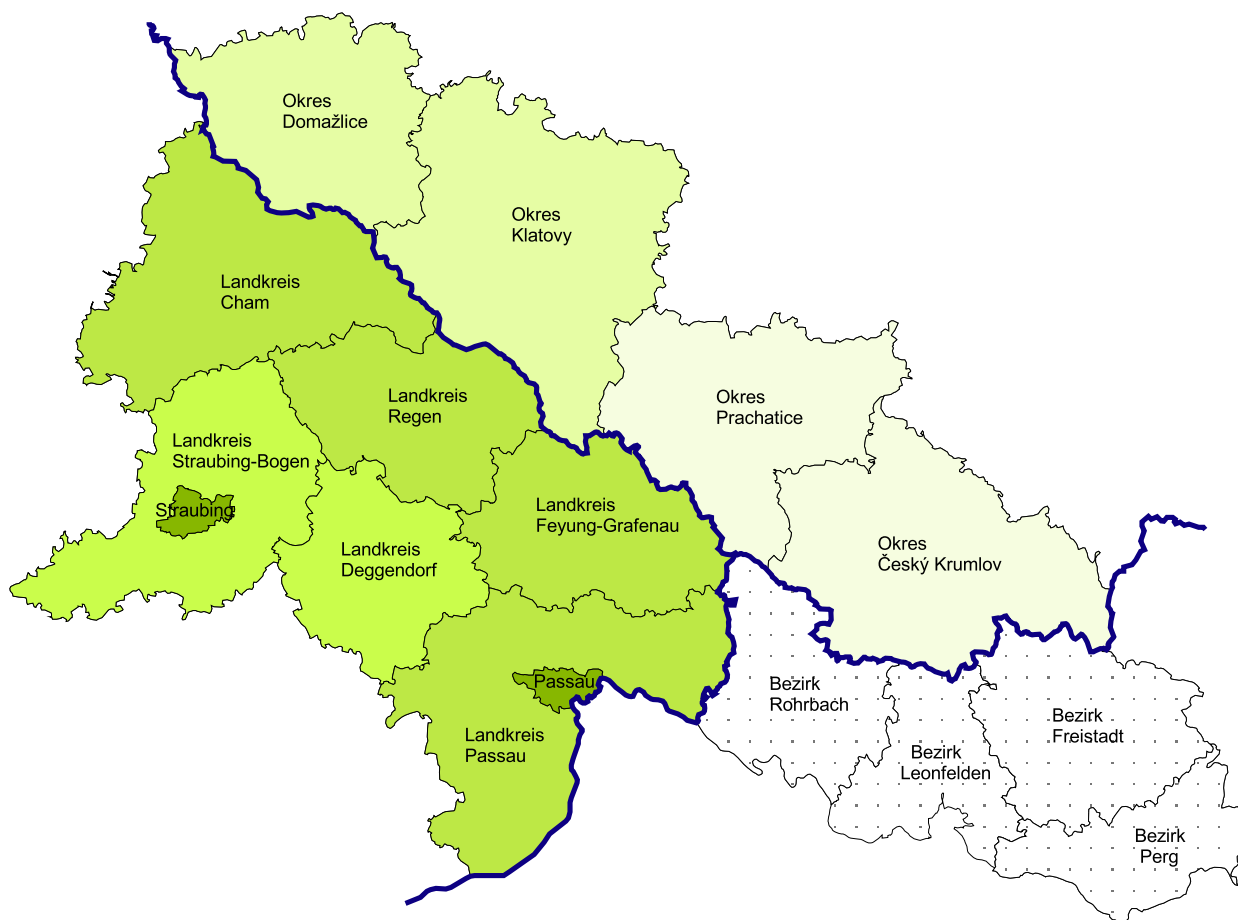 Okres
Domažlice
Okres
Klatovy
Landkreis
Cham
Landkreis
Regen
Okres
Prachatice
Landkreis
Straubing-Bogen
Straubing
Landkreis
Feyung-Grafenau
Landkreis
Deggendorf
Okres
Český Krumlov
Passau
Bezirk
Rohrbach
Landkreis
Passau
Bezirk
Leonfelden
Bezirk
Freistadt
Bezirk
Perg